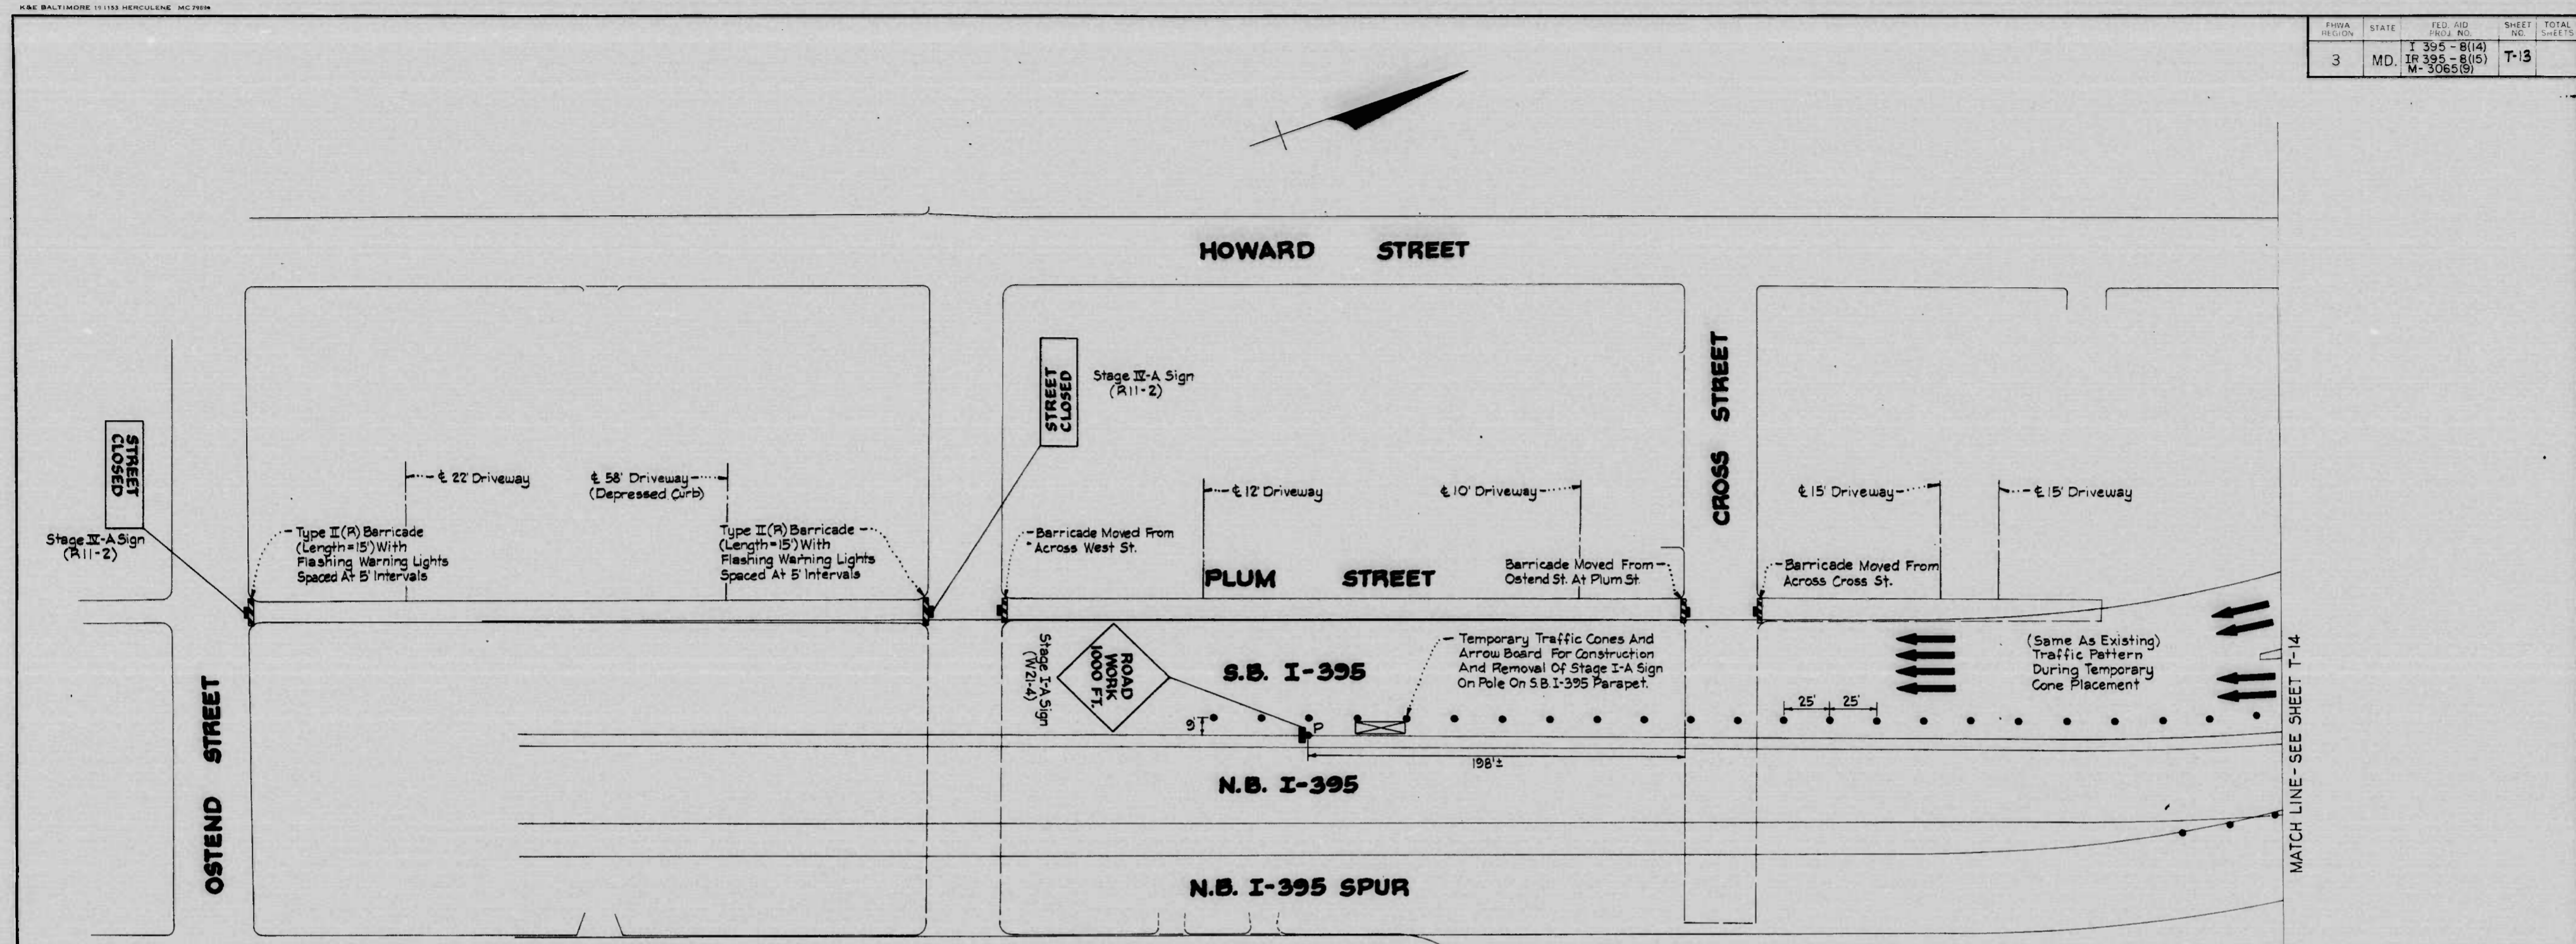 K&E BALTIMORE 19 1153 HERCULENE
FHWA REGION
STATE
FED. AID PROJ. NO.
SHEET NO.
TOTAL SHEETS
3
MD.
I 395 - 8(14)
IR 395 - 8(15)
M - 3065(9)
T-13
HOWARD STREET
STREET
CLOSED
Stage IV-A Sign
(R11-2)
STREET
CLOSED
Stage IV-A Sign
(R11-2)
CROSS STREET
℄ 22' Driveway
℄ 58' Driveway
(Depressed Curb)
℄ 12' Driveway
℄ 10' Driveway
℄ 15' Driveway
℄ 15' Driveway
Type II(R) Barricade
(Length=15') With
Flashing Warning Lights
Spaced At 5' Intervals
Type II(R) Barricade
(Length=15') With
Flashing Warning Lights
Spaced At 5' Intervals
Barricade Moved From
Across West St.
PLUM STREET
Barricade Moved From
Ostend St. At Plum St.
Barricade Moved From
Across Cross St.
Stage I-A Sign
(W21-4)
ROAD
WORK
1000 FT.
S.B. I-395
Temporary Traffic Cones And
Arrow Board For Construction
And Removal Of Stage I-A Sign
On Pole On S.B. I-395 Parapet.
(Same As Existing)
Traffic Pattern
During Temporary
Cone Placement
25' 25'
9'
P
198'±
OSTEND STREET
N.B. I-395
N.B. I-395 SPUR
MATCH LINE - SEE SHEET T-14